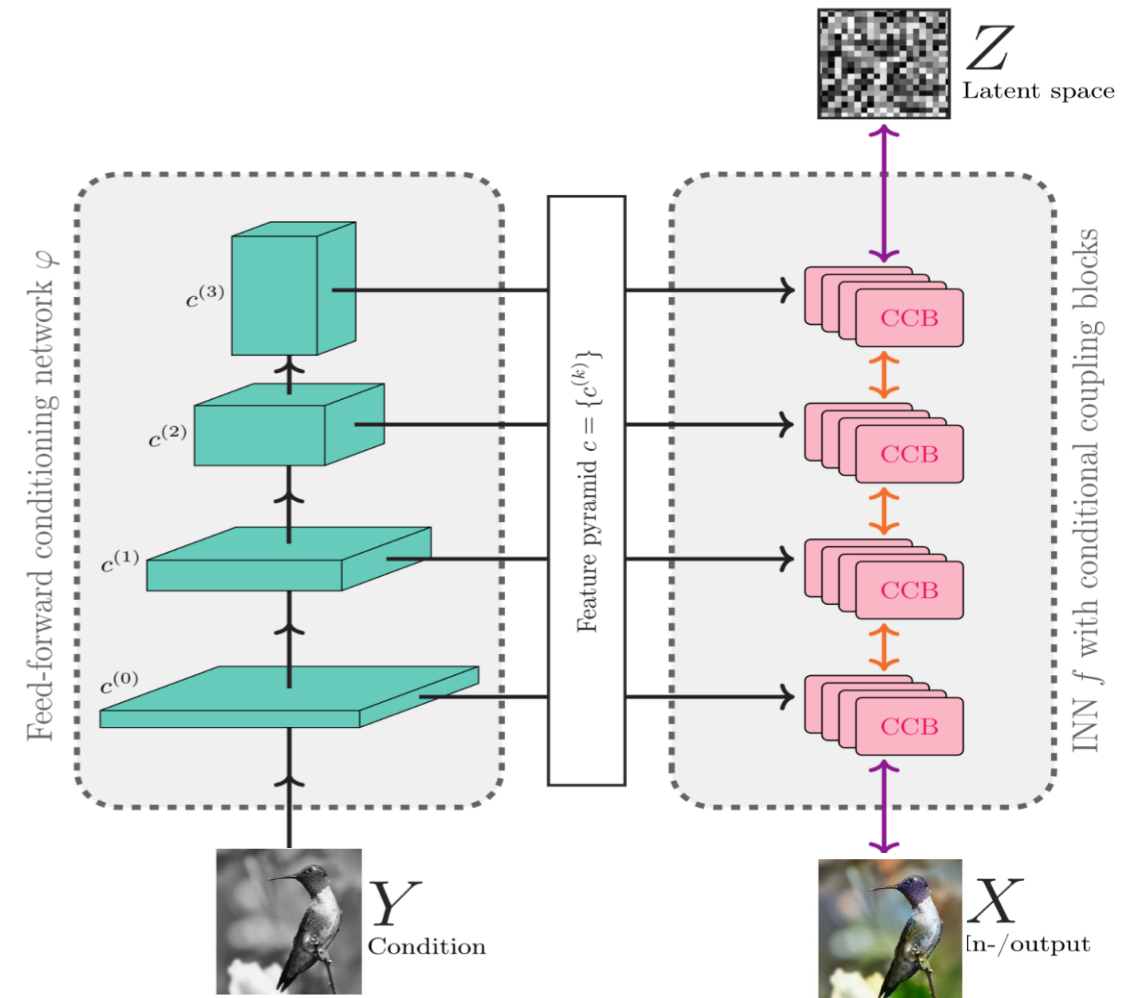 Z
Latent space
Feed-forward conditioning network φ
c^{(3)}
c^{(2)}
c^{(1)}
c^{(0)}
Feature pyramid c = {c^{(k)}}
CCB
CCB
CCB
CCB
INN f with conditional coupling blocks
Y
Condition
X
In-/output